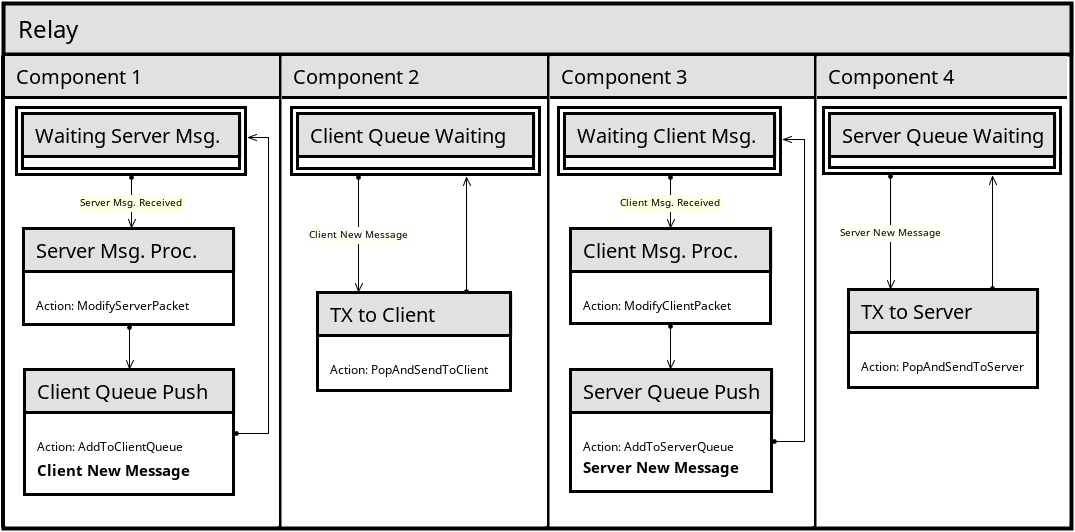 Relay
Component 1
Waiting Server Msg.
Server Msg. Received
Server Msg. Proc.
Action: ModifyServerPacket
Client Queue Push
Action: AddToClientQueue
Client New Message
Component 2
Client Queue Waiting
Client New Message
TX to Client
Action: PopAndSendToClient
Component 3
Waiting Client Msg.
Client Msg. Received
Client Msg. Proc.
Action: ModifyClientPacket
Server Queue Push
Action: AddToServerQueue
Server New Message
Component 4
Server Queue Waiting
Server New Message
TX to Server
Action: PopAndSendToServer